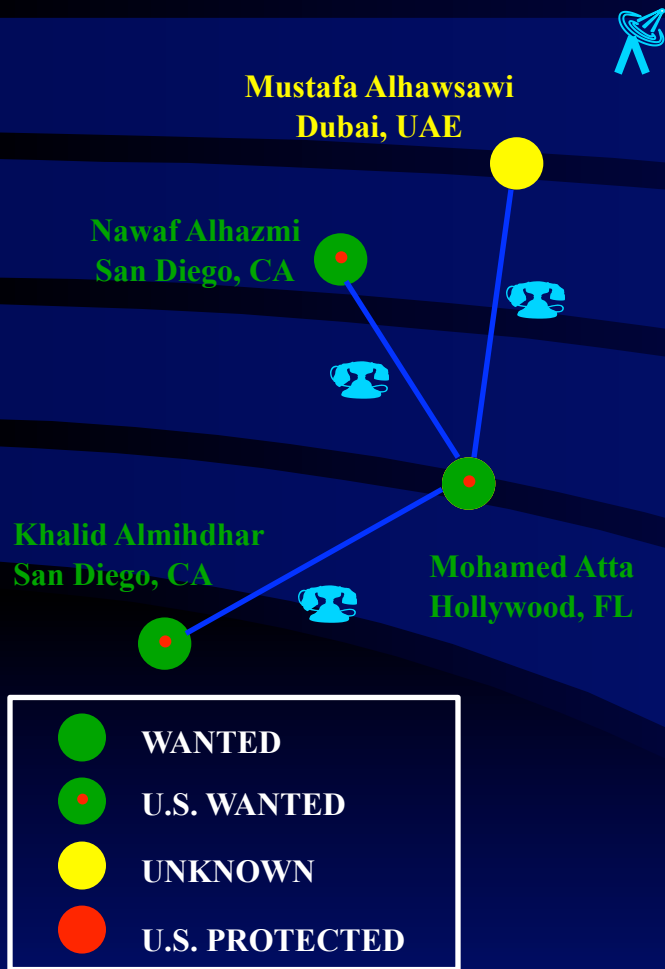 Mustafa Alhawsawi
Dubai, UAE
Nawaf Alhazmi
San Diego, CA
Khalid Almihdhar
San Diego, CA
Mohamed Atta
Hollywood, FL
WANTED
U.S. WANTED
UNKNOWN
U.S. PROTECTED